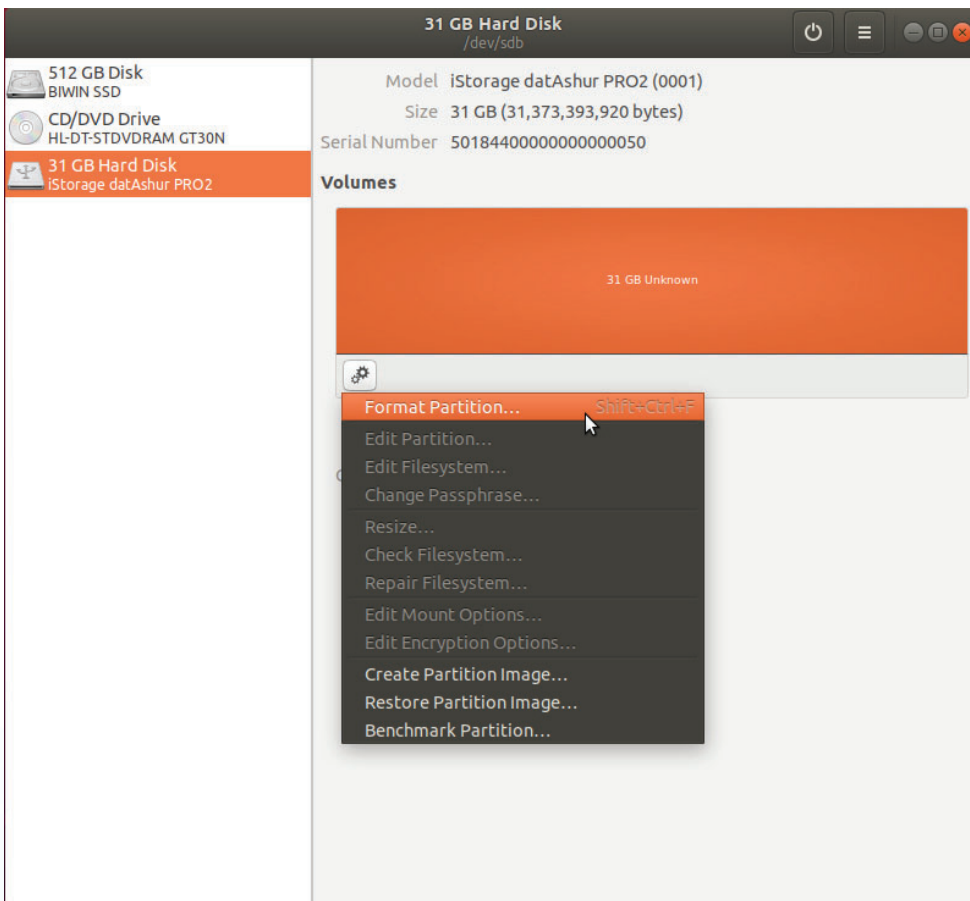 31 GB Hard Disk
/dev/sdb
512 GB Disk
BIWIN SSD
CD/DVD Drive
HL-DT-STDVDRAM GT30N
31 GB Hard Disk
iStorage datAshur PRO2
Model iStorage datAshur PRO2 (0001)
Size 31 GB (31,373,393,920 bytes)
Serial Number 50184400000000000050
Volumes
31 GB Unknown
Format Partition... Shift+Ctrl+F
Edit Partition...
Edit Filesystem...
Change Passphrase...
Resize...
Check Filesystem...
Repair Filesystem...
Edit Mount Options...
Edit Encryption Options...
Create Partition Image...
Restore Partition Image...
Benchmark Partition...